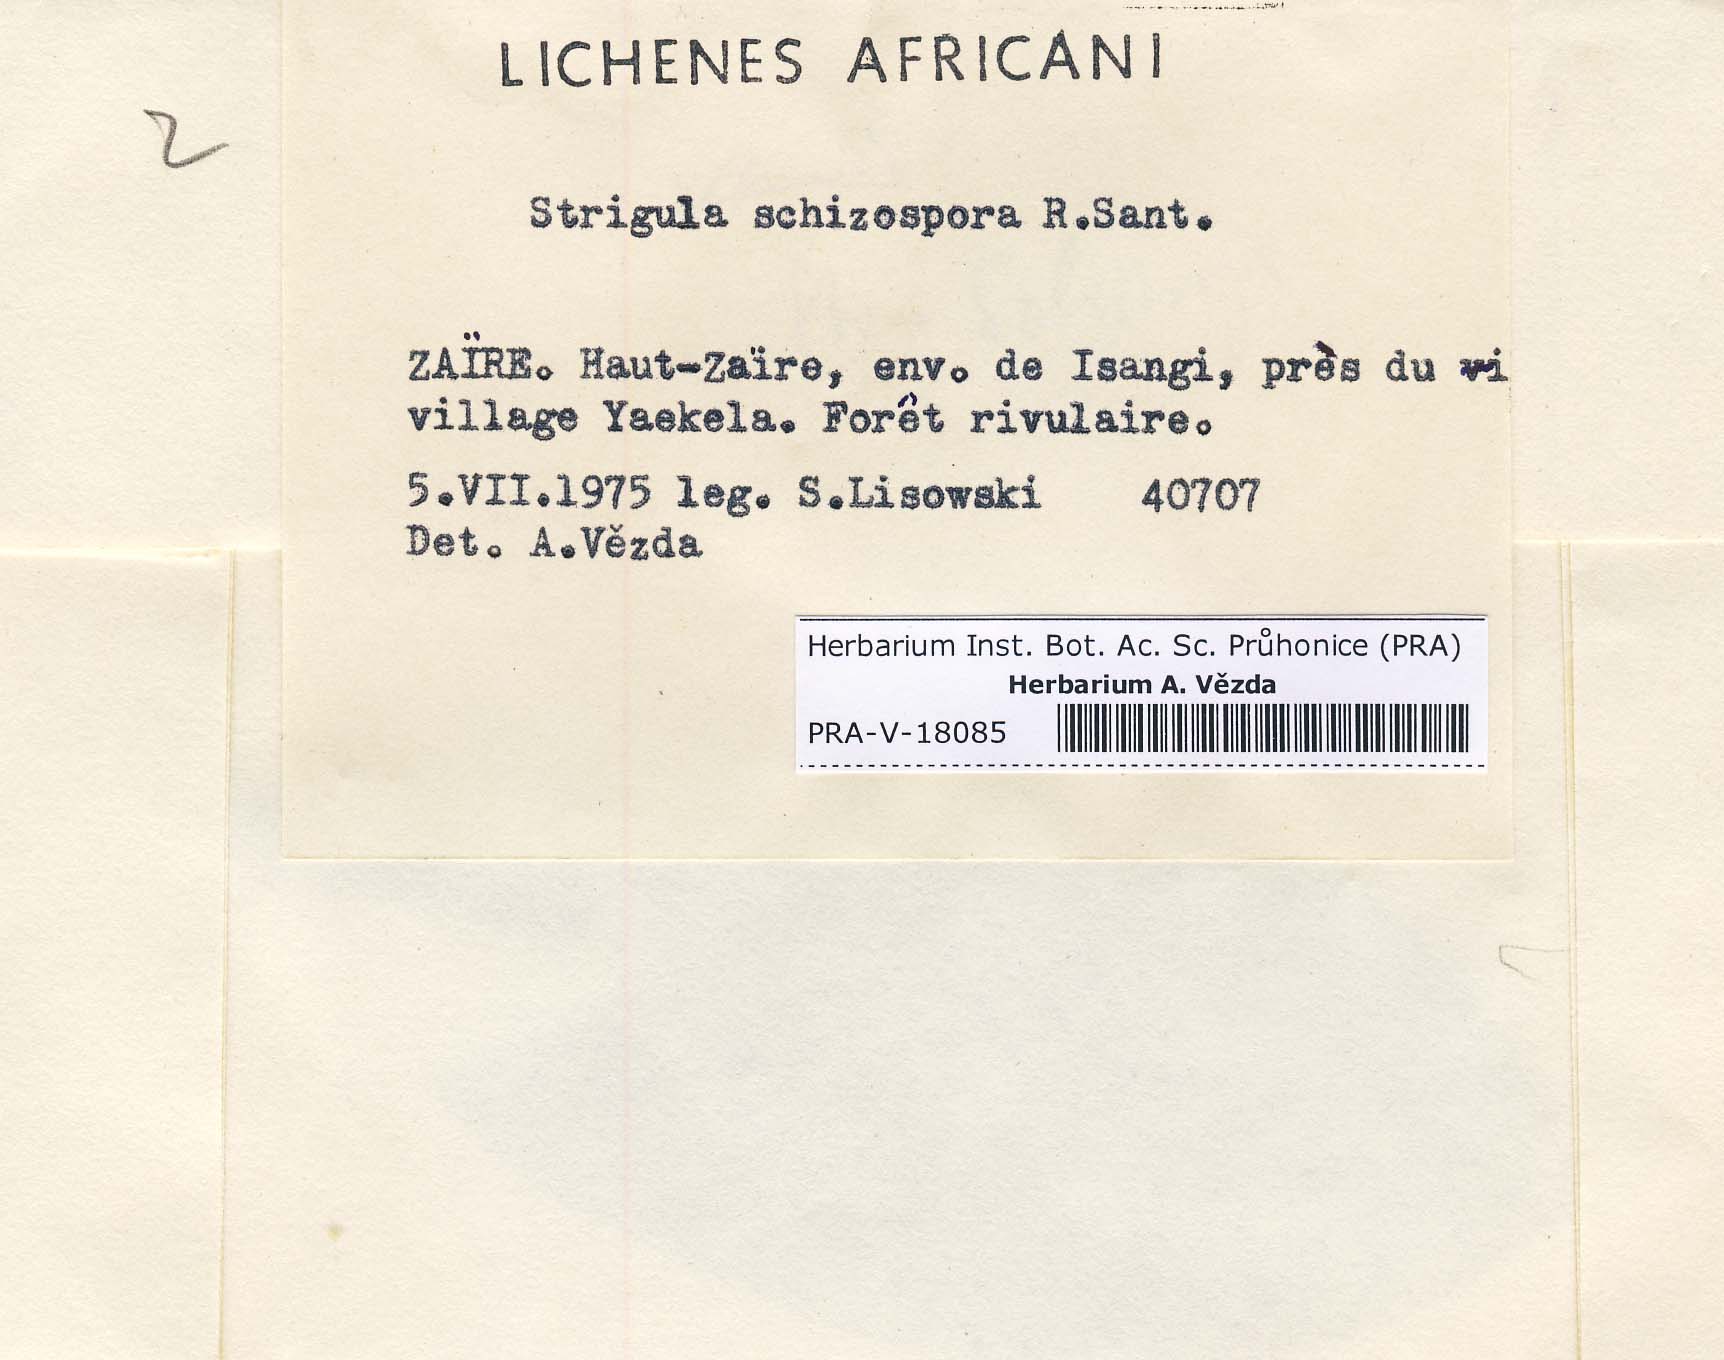 LICHENES AFRICANI
2
Strigula schizospora R.Sant.
ZAÏRE. Haut-Zaïre, env. de Isangi, près du vi
village Yaekela. Forêt rivulaire.
5.VII.1975 leg. S.Lisowski 40707
Det. A.Vězda
Herbarium Inst. Bot. Ac. Sc. Průhonice (PRA)
Herbarium A. Vězda
PRA-V-18085